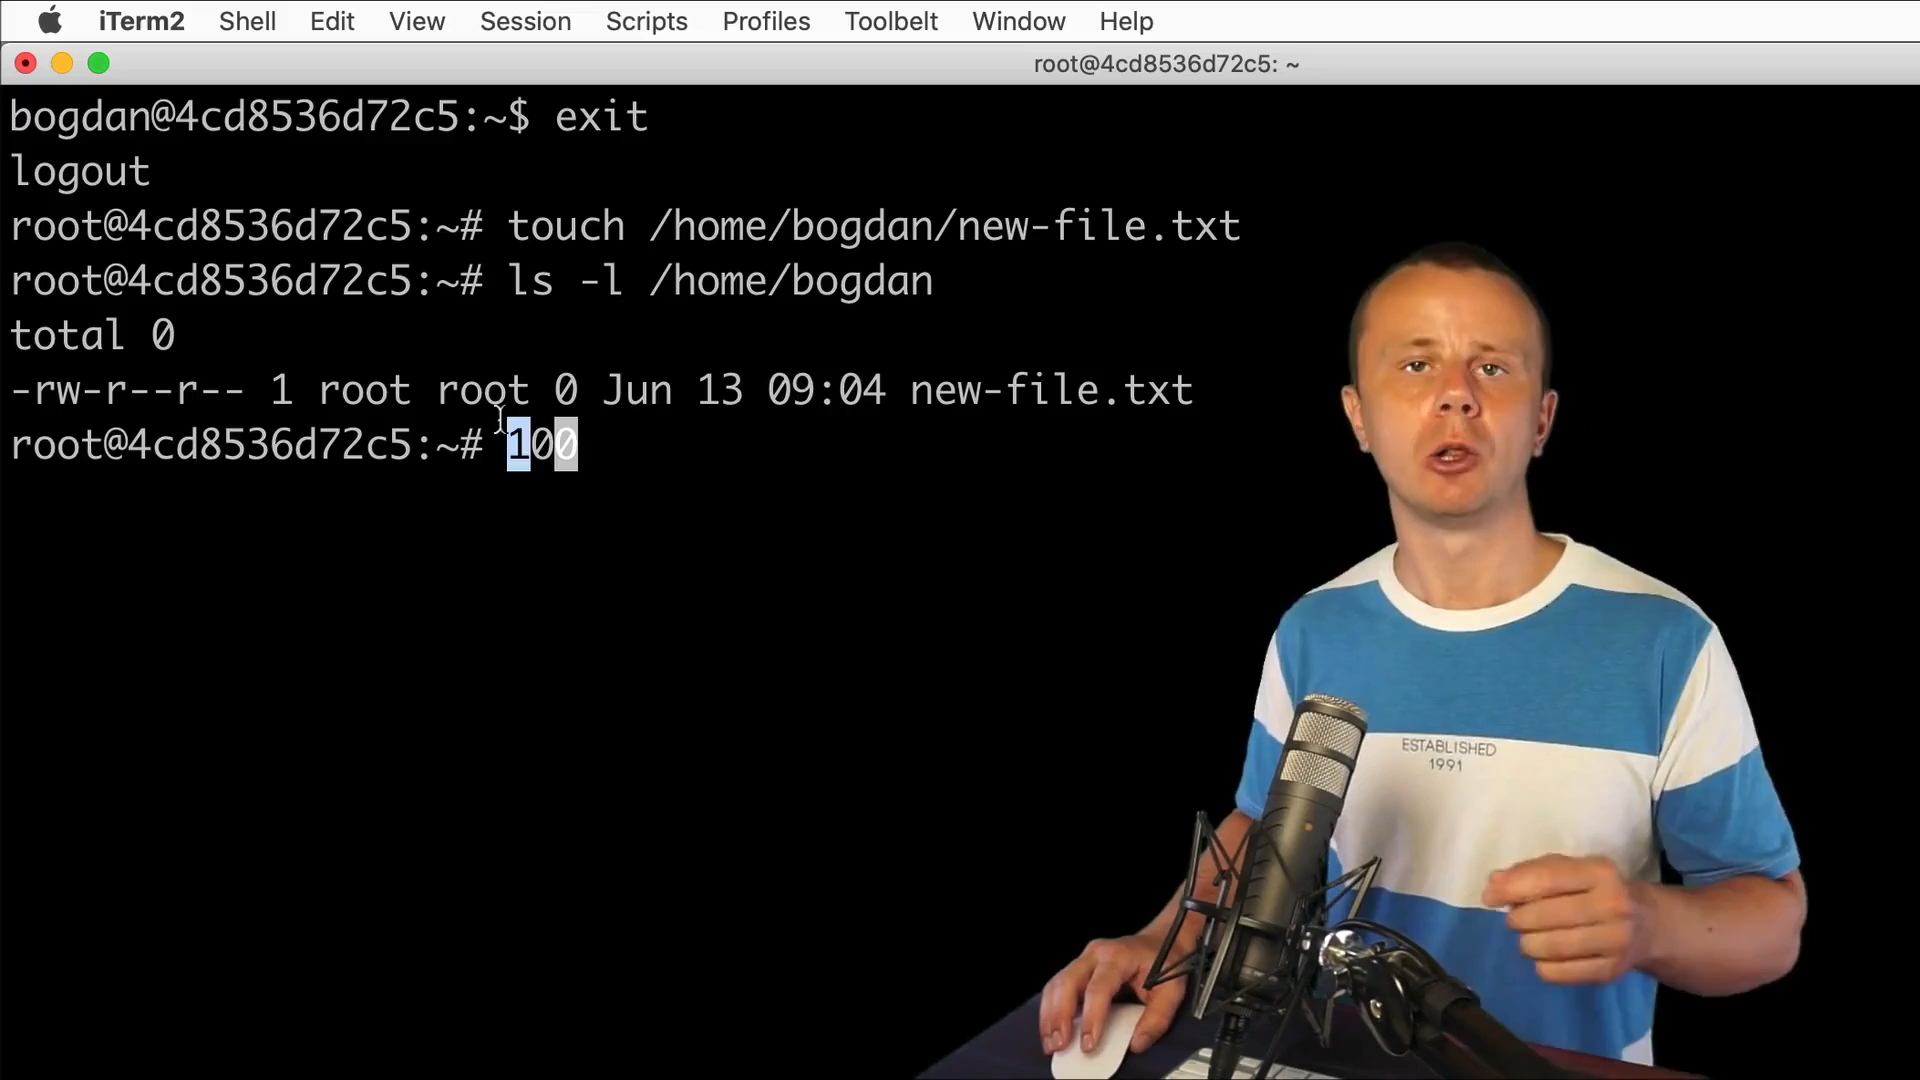 iTerm2 Shell Edit View Session Scripts Profiles Toolbelt Window Help
root@4cd8536d72c5: ~
bogdan@4cd8536d72c5:~$ exit
logout
root@4cd8536d72c5:~# touch /home/bogdan/new-file.txt
root@4cd8536d72c5:~# ls -l /home/bogdan
total 0
-rw-r--r-- 1 root root 0 Jun 13 09:04 new-file.txt
root@4cd8536d72c5:~# 100
ESTABLISHED
1991